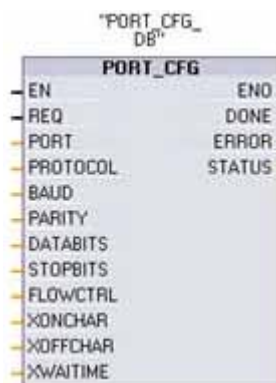 "PORT_CFG_
DB"
PORT_CFG
EN ENO
REQ DONE
PORT ERROR
PROTOCOL STATUS
BAUD
PARITY
DATABITS
STOPBITS
FLOWCTRL
XONCHAR
XOFFCHAR
XWAITIME